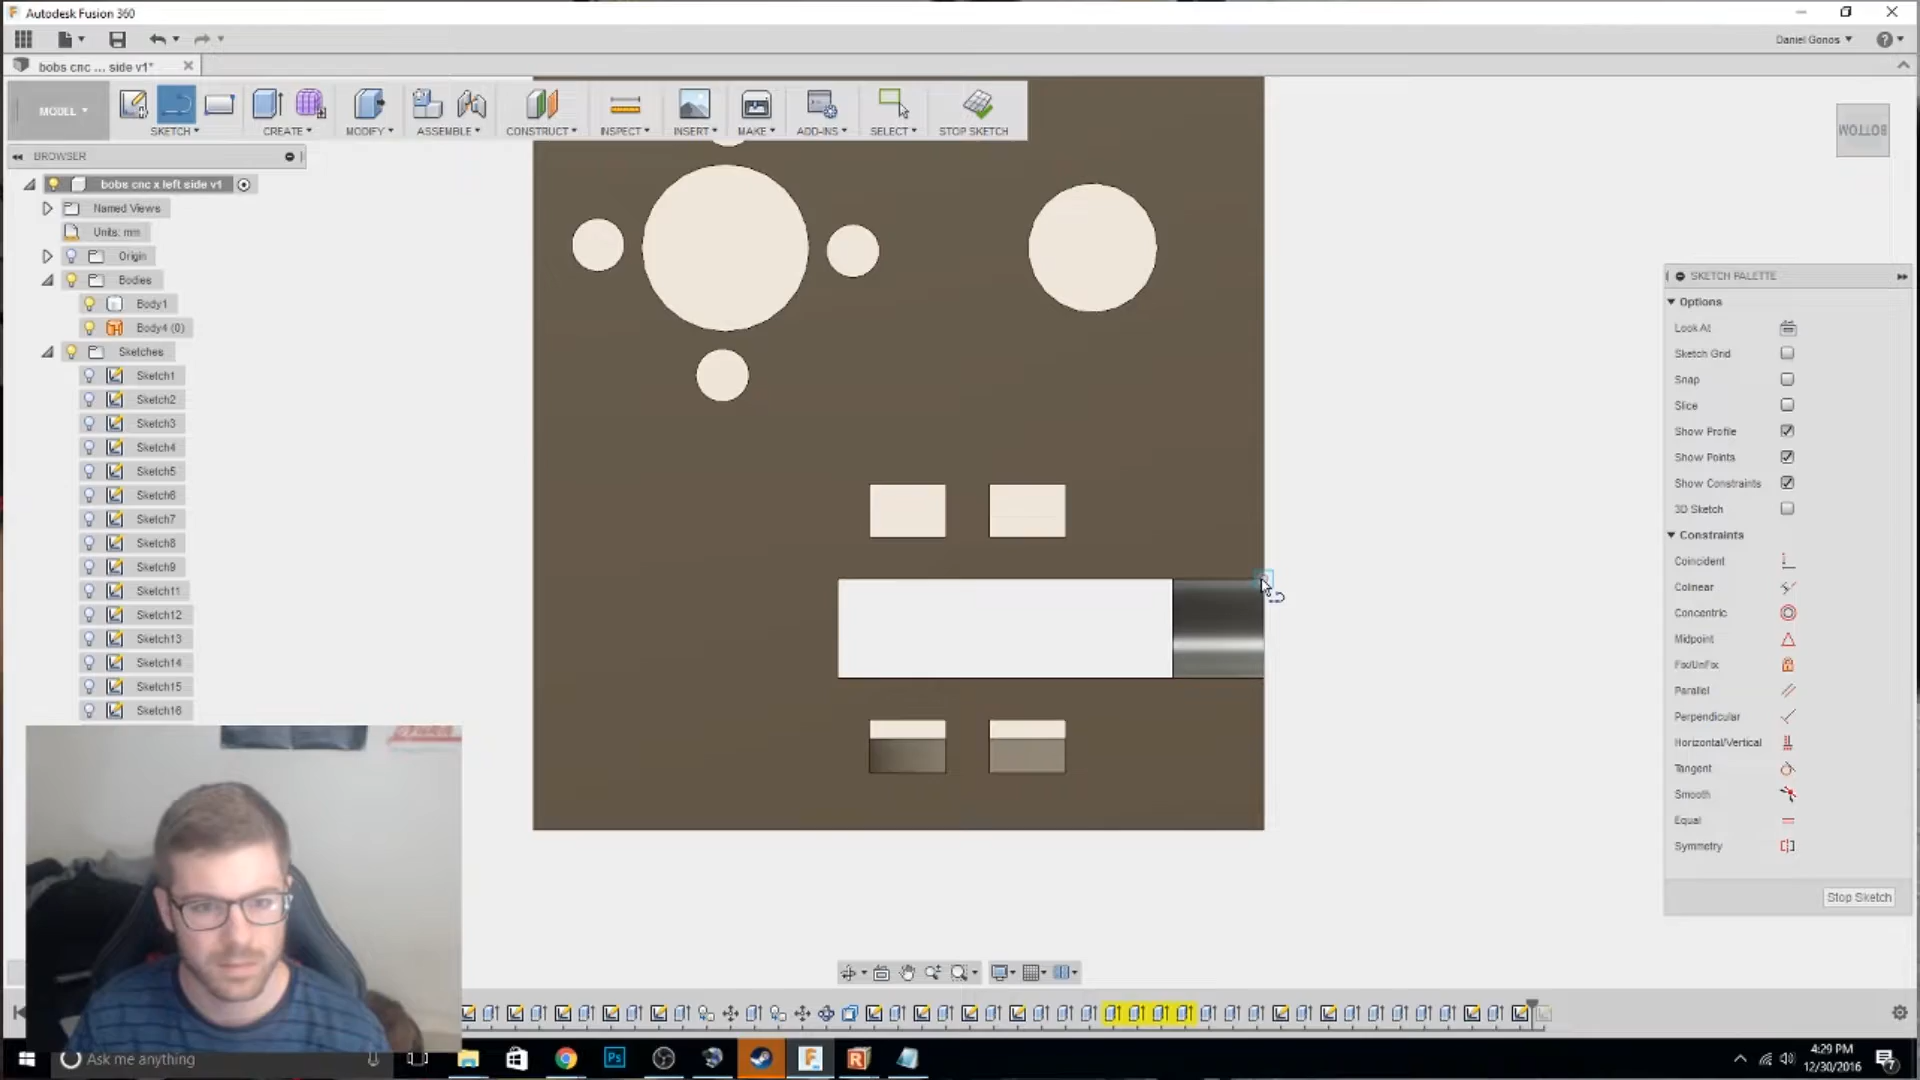 Autodesk Fusion 360
Daniel Gonos
bobs cnc ... side v1*
MODEL
SKETCH
CREATE
MODIFY
ASSEMBLE
CONSTRUCT
INSPECT
INSERT
MAKE
ADD-INS
SELECT
STOP SKETCH
BOTTOM
BROWSER
bobs cnc x left side v1
Named Views
Units: mm
Origin
Bodies
Body1
Body4 (0)
Sketches
Sketch1
Sketch2
Sketch3
Sketch4
Sketch5
Sketch6
Sketch7
Sketch8
Sketch9
Sketch11
Sketch12
Sketch13
Sketch14
Sketch15
Sketch16
SKETCH PALETTE
Options
Look At
Sketch Grid
Snap
Slice
Show Profile
Show Points
Show Constraints
3D Sketch
Constraints
Coincident
Colinear
Concentric
Midpoint
Fix/UnFix
Parallel
Perpendicular
Horizontal/Vertical
Tangent
Smooth
Equal
Symmetry
Stop Sketch
Ask me anything
Ps
4:29 PM
12/30/2016
7